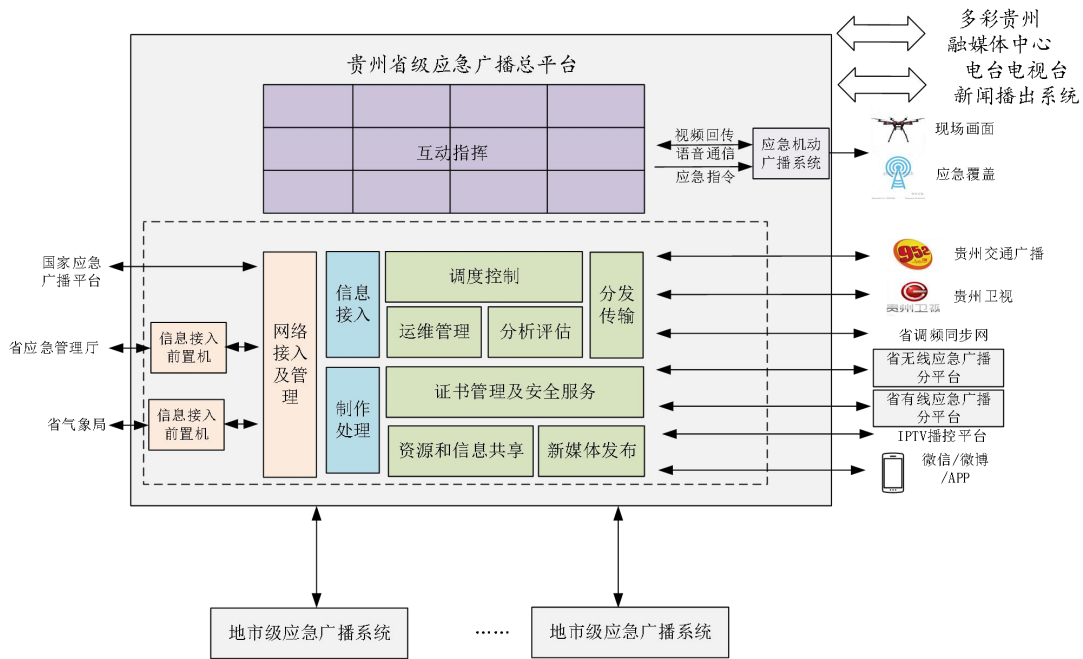 多彩贵州
融媒体中心
电台电视台
新闻播出系统
贵州省级应急广播总平台
互动指挥
视频回传
语音通信
应急指令
应急机动
广播系统
现场画面
应急覆盖
国家应急
广播平台
省应急管理厅
信息接入
前置机
省气象局
信息接入
前置机
网络
接入
及管
理
信息
接入
制作
处理
调度控制
运维管理
分析评估
分发
传输
证书管理及安全服务
资源和信息共享
新媒体发布
952
贵州交通广播
贵州卫视
贵州卫视
省调频同步网
省无线应急广播
分平台
省有线应急广播
分平台
IPTV播控平台
微信/微博
/APP
地市级应急广播系统
......
地市级应急广播系统